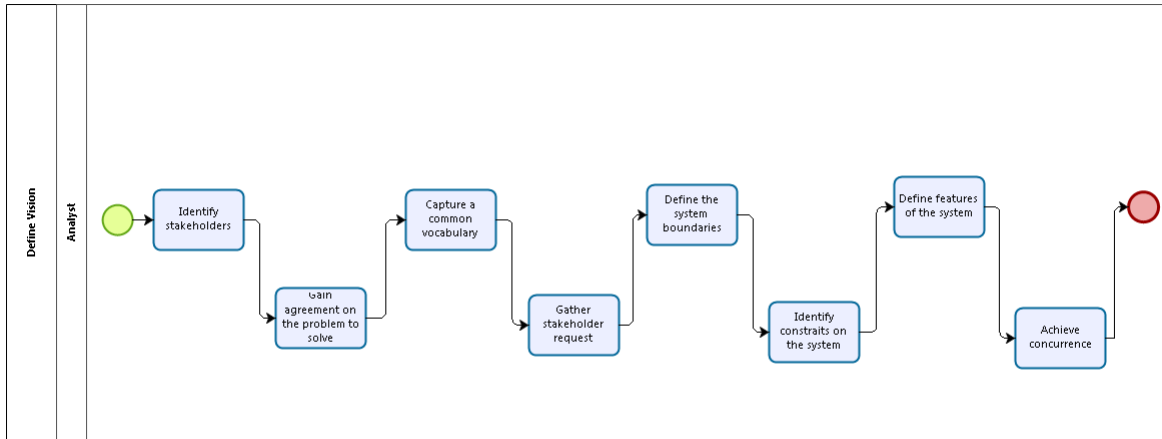 Define Vision
Analyst
Identify
stakeholders
Gain
agreement on
the problem to
solve
Capture a
common
vocabulary
Gather
stakeholder
request
Define the
system
boundaries
Identify
constraits on
the system
Define features
of the system
Achieve
concurrence